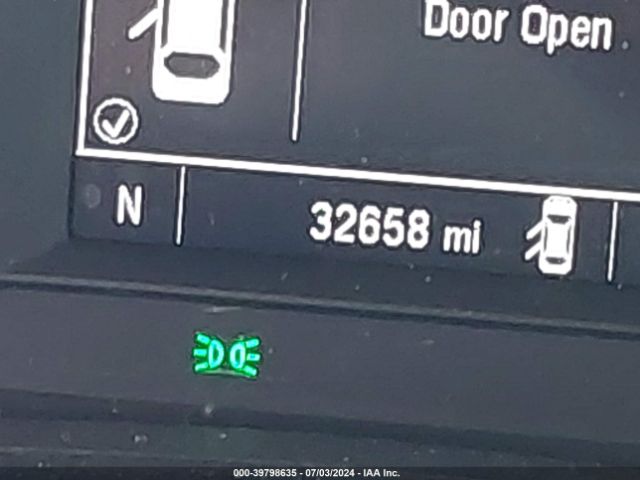 Door Open
N
32658 mi
000-39798635 - 07/03/2024 - IAA Inc.